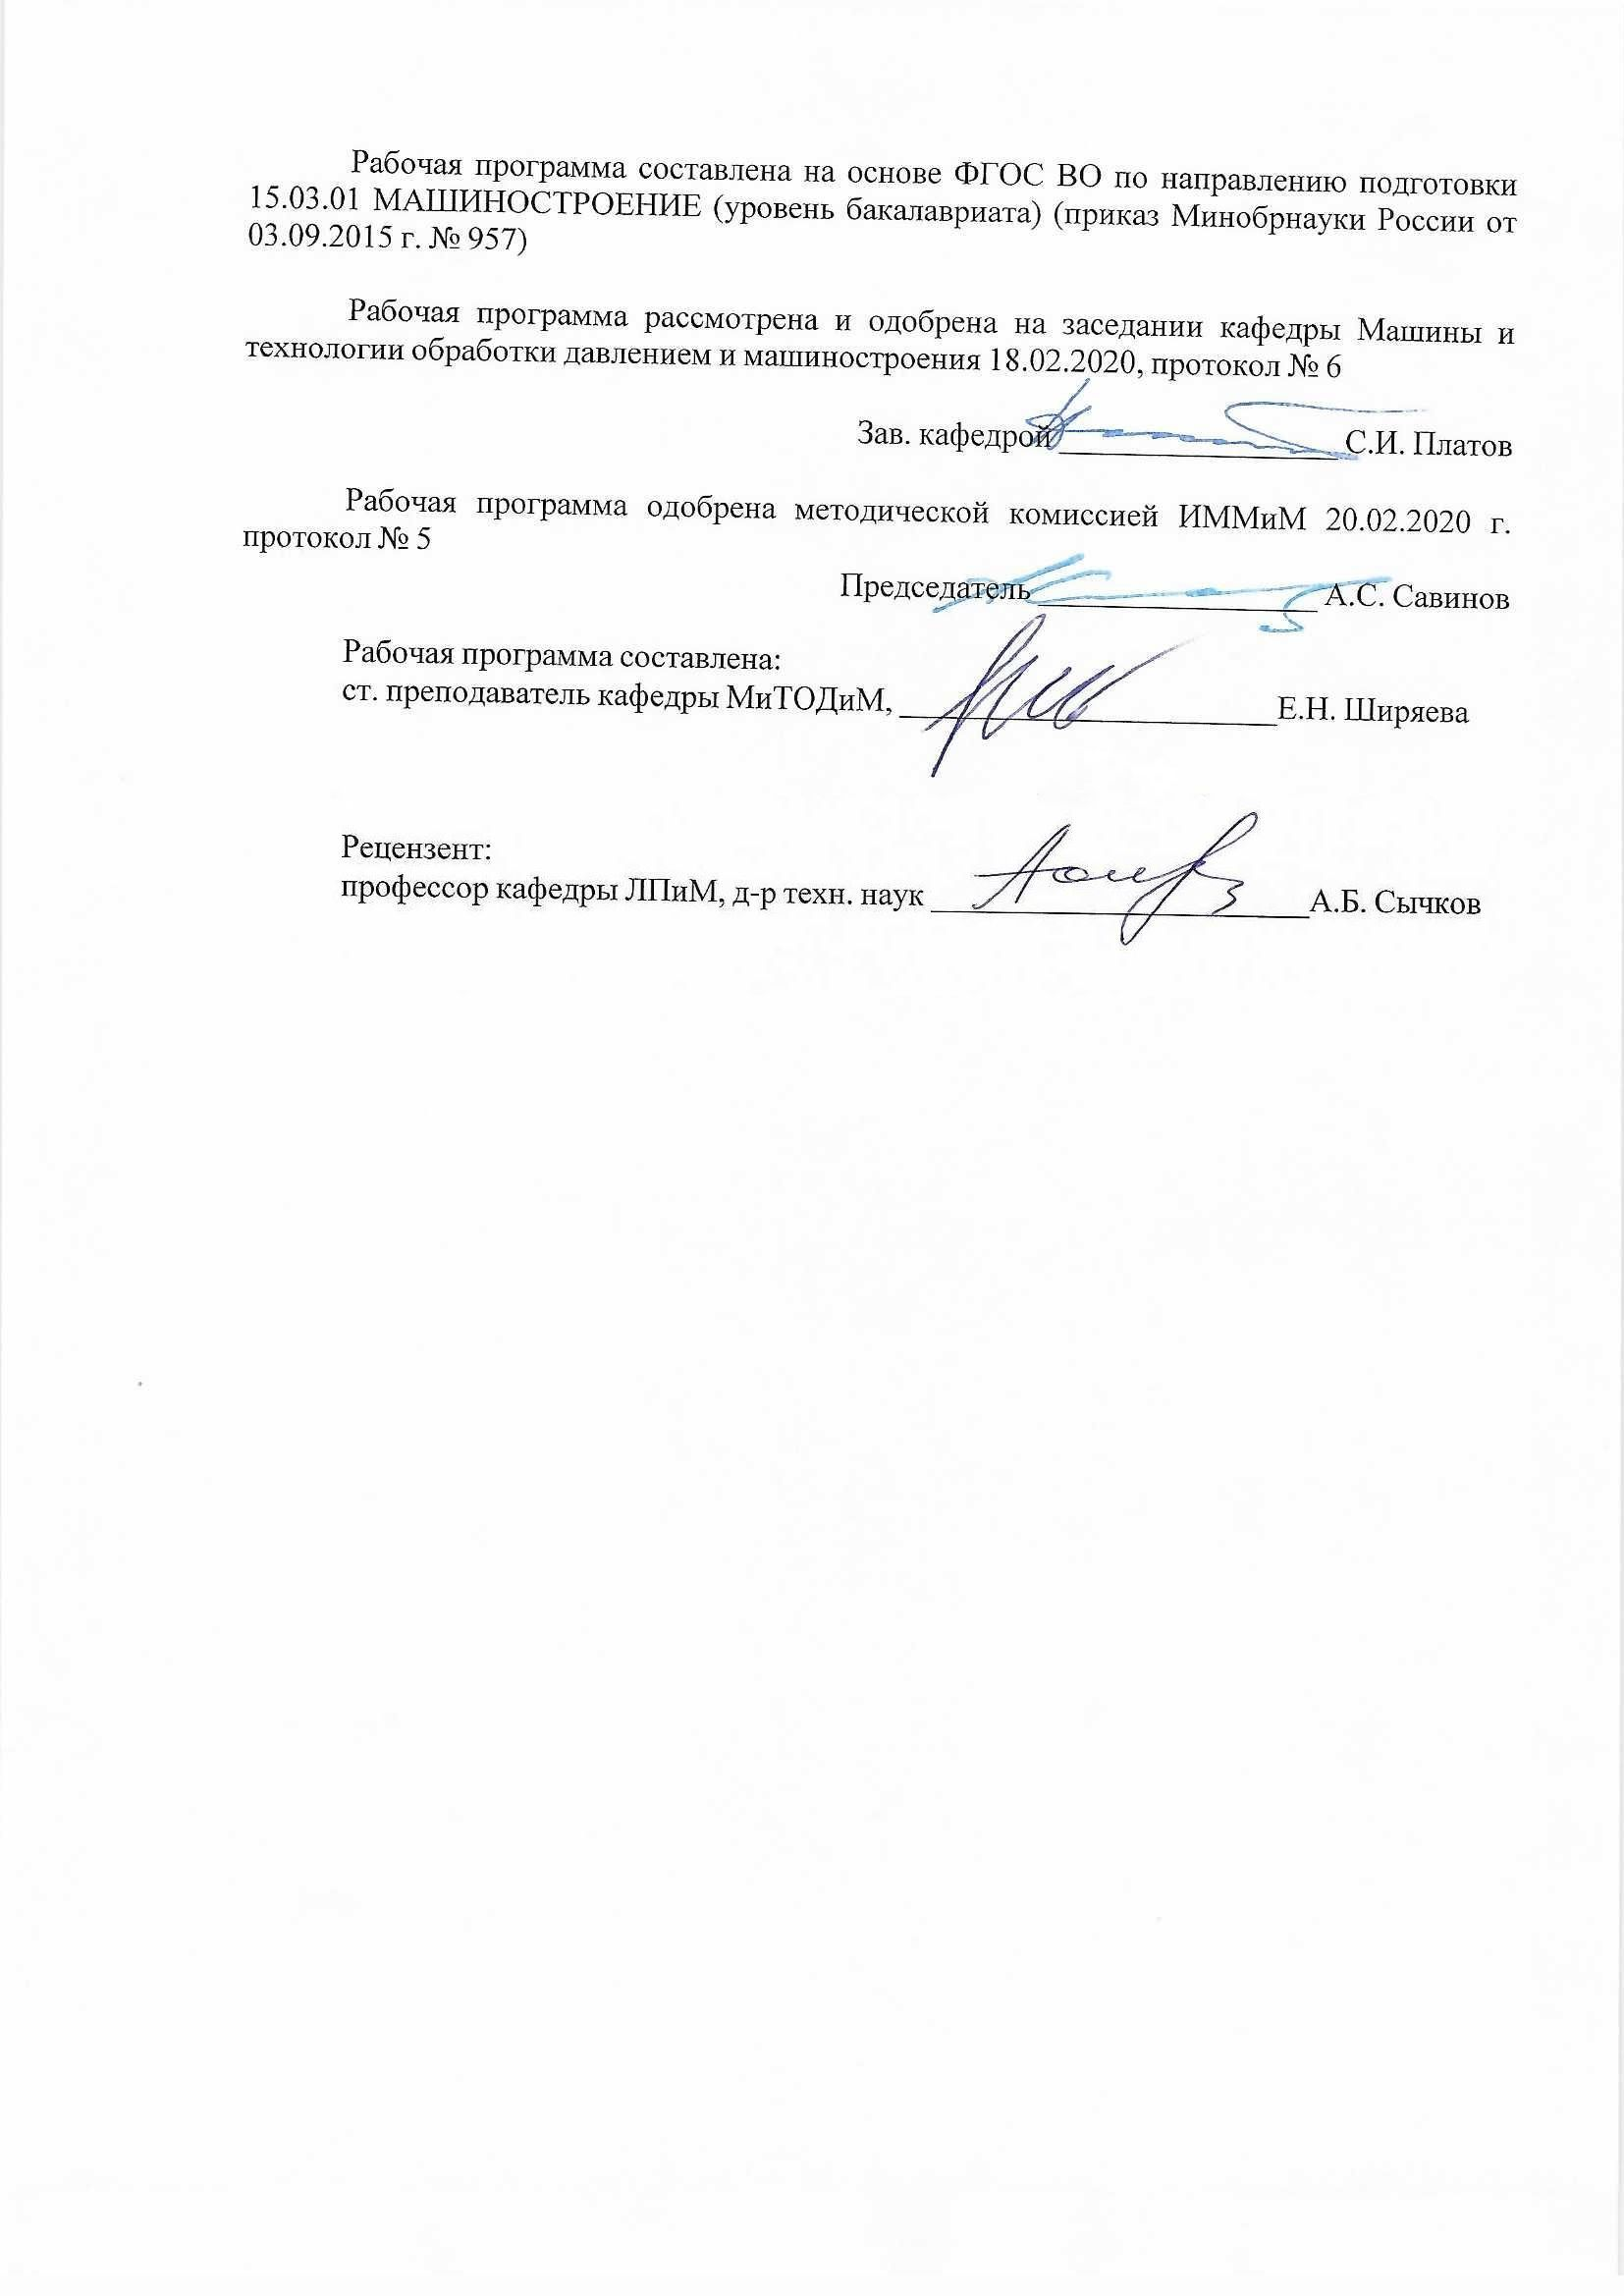 Рабочая программа составлена на основе ФГОС ВО по направлению подготовки
15.03.01 МАШИНОСТРОЕНИЕ (уровень бакалавриата) (приказ Минобрнауки России от
03.09.2015 г. № 957)
Рабочая программа рассмотрена и одобрена на заседании кафедры Машины и
технологии обработки давлением и машиностроения 18.02.2020, протокол № 6
Зав. кафедрой С.И. Платов
Рабочая программа одобрена методической комиссией ИММиМ 20.02.2020 г.
протокол № 5
Председатель А.С. Савинов
Рабочая программа составлена:
ст. преподаватель кафедры МиТОДиМ, Е.Н. Ширяева
Рецензент:
профессор кафедры ЛПиМ, д-р техн. наук А.Б. Сычков